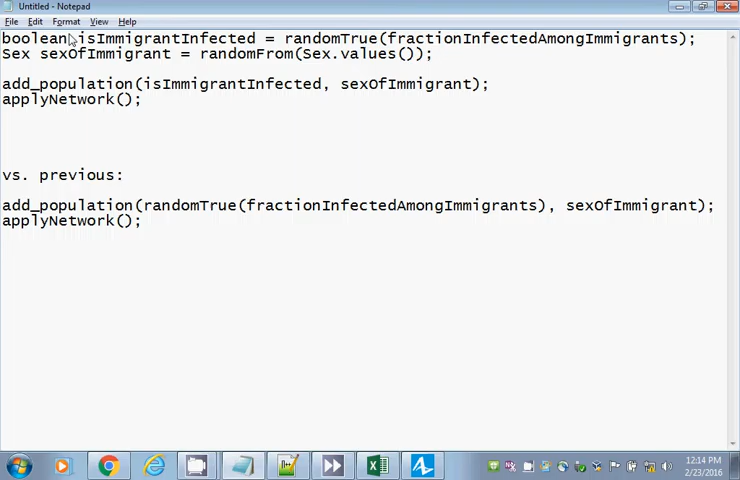 Untitled - Notepad
File Edit Format View Help
boolean isImmigrantInfected = randomTrue(fractionInfectedAmongImmigrants);
Sex sexOfImmigrant = randomFrom(Sex.values());
add_population(isImmigrantInfected, sexOfImmigrant);
applyNetwork();
vs. previous:
add_population(randomTrue(fractionInfectedAmongImmigrants), sexOfImmigrant);
applyNetwork();
12:14 PM
2/23/2016